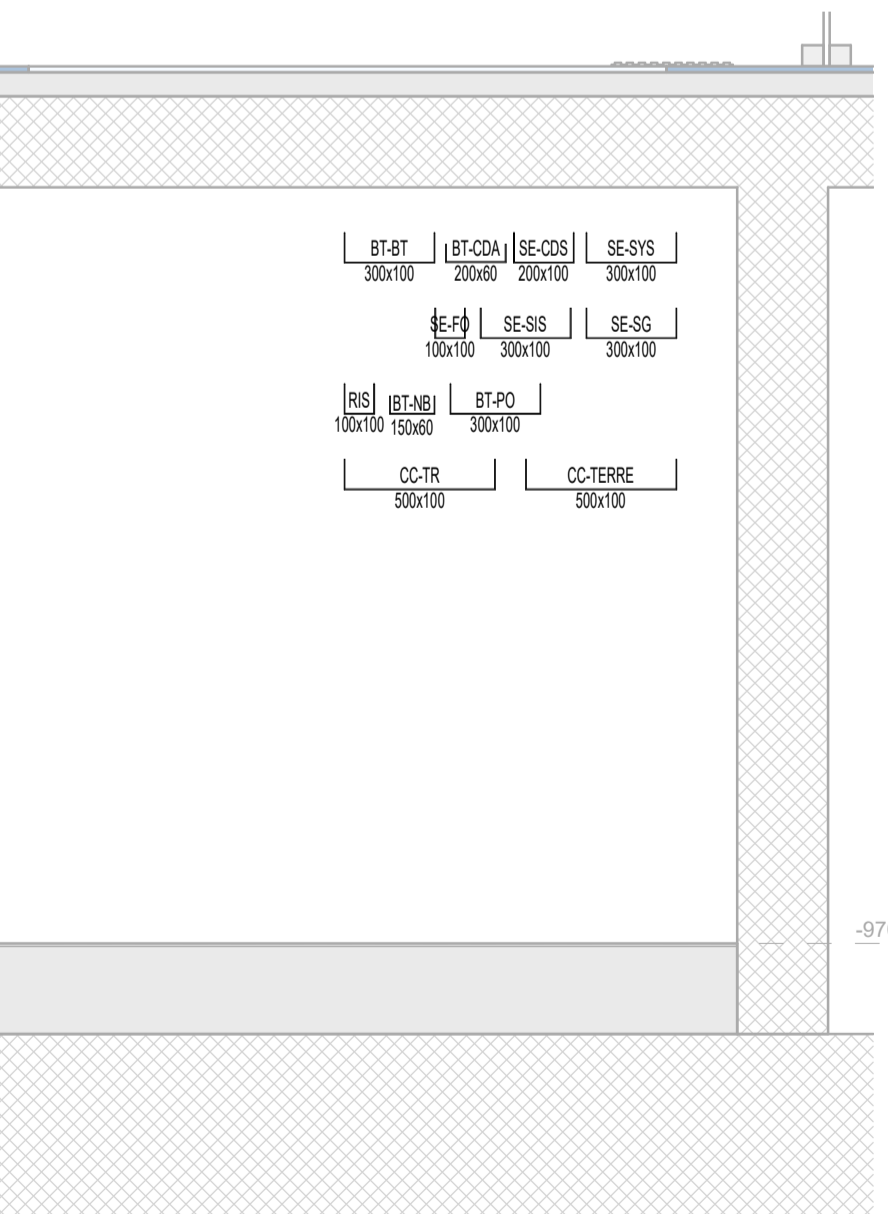 BT-BT BT-CDA SE-CDS SE-SYS
300x100 200x60 200x100 300x100
SE-FO SE-SIS SE-SG
100x100 300x100 300x100
RIS BT-NB BT-PO
100x100 150x60 300x100
CC-TR CC-TERRE
500x100 500x100